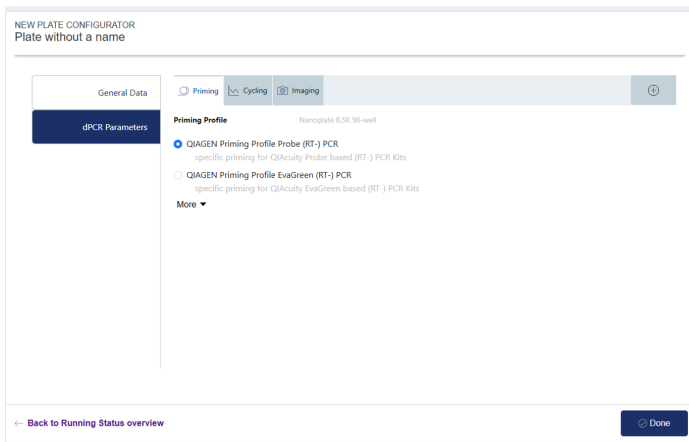 NEW PLATE CONFIGURATOR
Plate without a name
General Data
dPCR Parameters
Priming
Cycling
Imaging
Priming Profile
Nanoplate 8.5K 96-well
QIAGEN Priming Profile Probe (RT-) PCR
specific priming for QIAcuity Probe based (RT-) PCR Kits
QIAGEN Priming Profile EvaGreen (RT-) PCR
specific priming for QIAcuity EvaGreen based (RT-) PCR Kits
More
Back to Running Status overview
Done